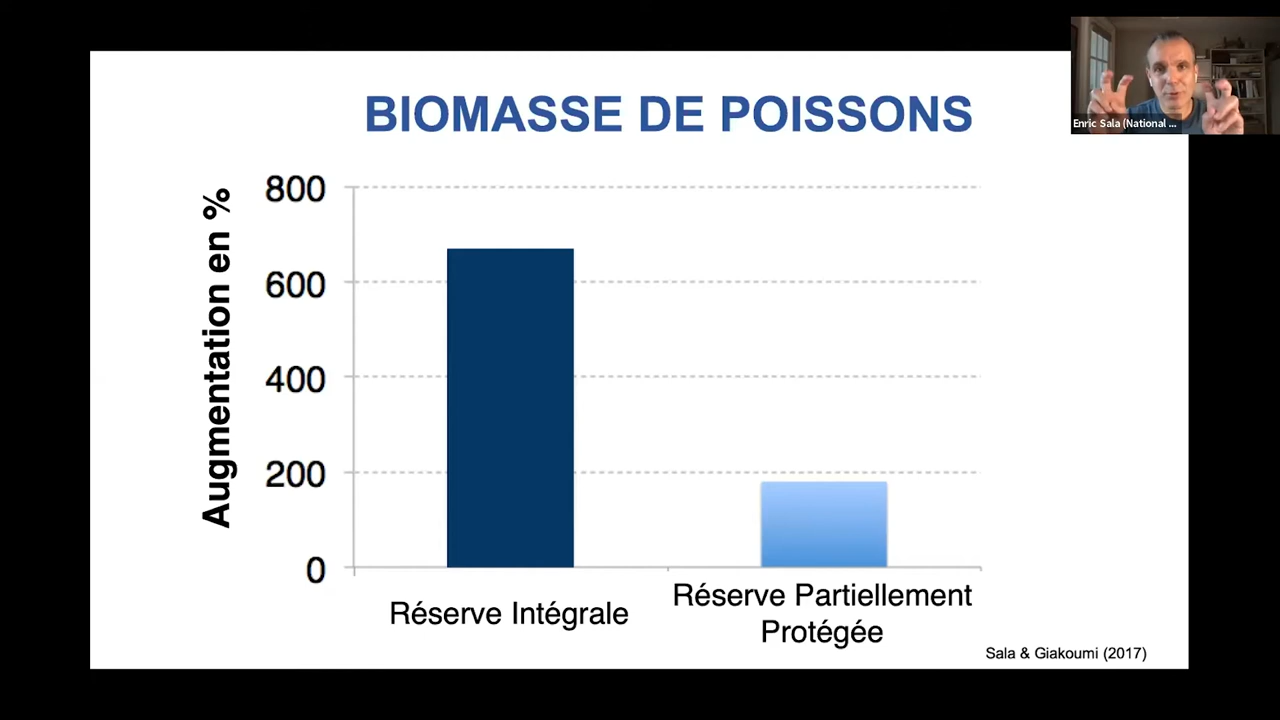 BIOMASSE DE POISSONS
Enric Sala (National ...
Augmentation en %
800
600
400
200
0
Réserve Intégrale
Réserve Partiellement
Protégée
Sala & Giakoumi (2017)